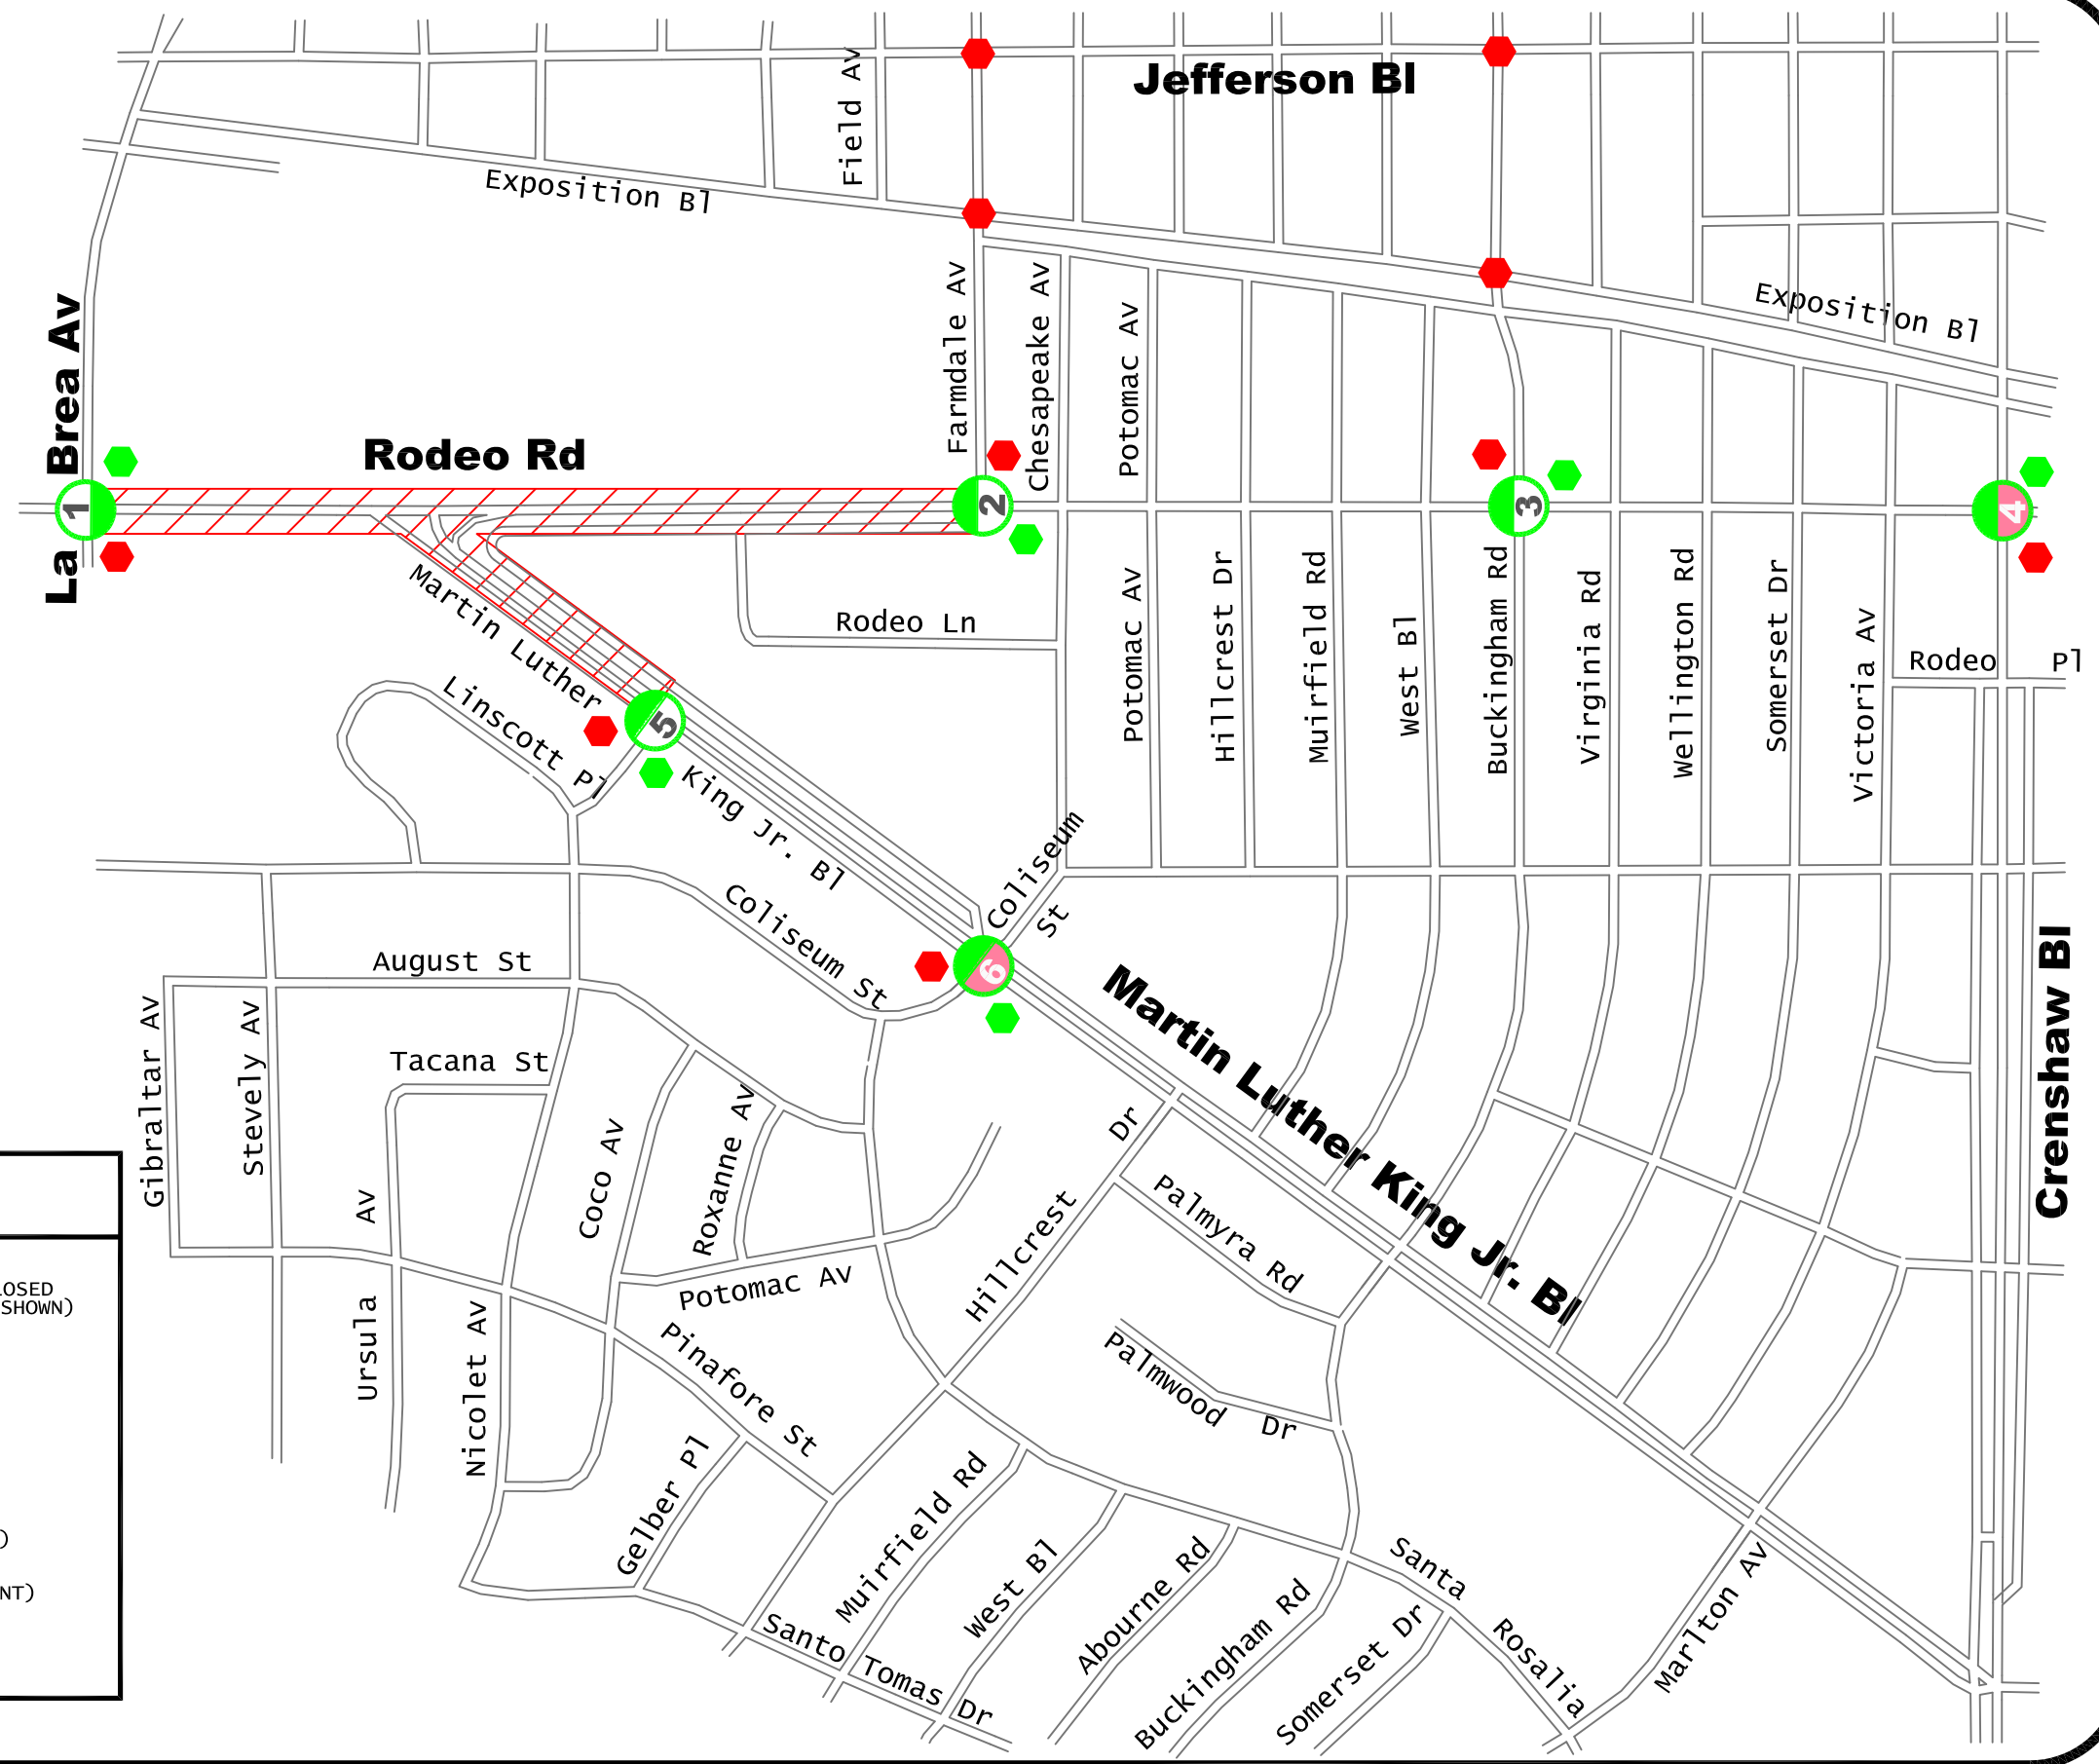 Jefferson Bl
Field Av
Exposition Bl
Exposition Bl
La Brea Av
Rodeo Rd
Farmdale Av
Chesapeake Av
Potomac Av
1
2
3
4
Martin Luther
King Jr. Bl
Rodeo Ln
Potomac Av
Hillcrest Dr
Muirfield Rd
West Bl
Buckingham Rd
Virginia Rd
Wellington Rd
Somerset Dr
Victoria Av
Rodeo Pl
Linscott Pl
5
Coliseum St
Coliseum
St
6
August St
Gibraltar Av
Stevely Av
Tacana St
Martin Luther King Jr. Bl
Crenshaw Bl
Coco Av
Roxanne Av
Ursula Av
Nicolet Av
Potomac Av
Pinafore St
Hillcrest Dr
Palmyra Rd
Palmwood Dr
Gelber Pl
Muirfield Rd
West Bl
Abourne Rd
Buckingham Rd
Somerset Dr
Santa Rosalia
Marlton Av
Santo Tomas Dr
LOSED
SHOWN)
)
NT)